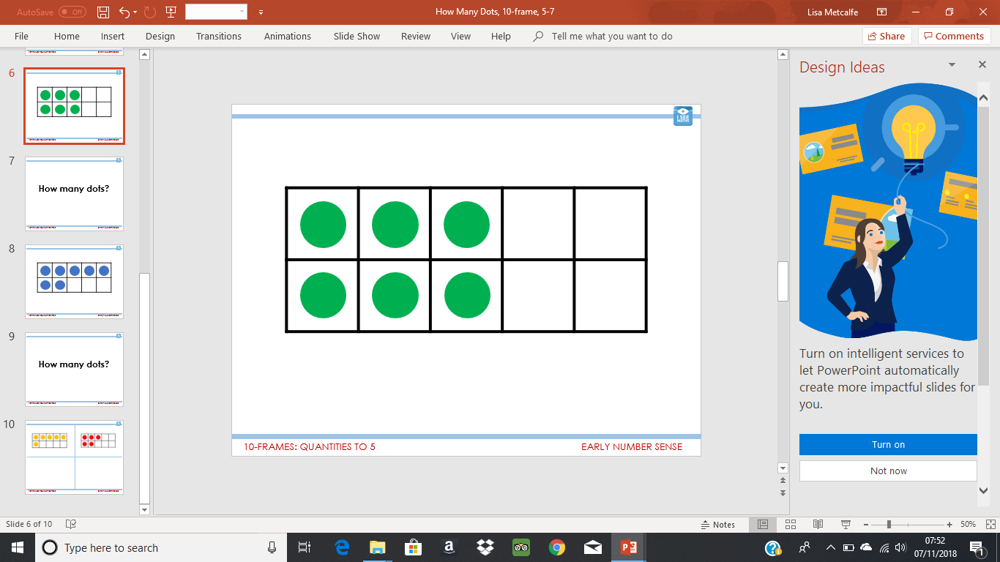 AutoSave Off
How Many Dots, 10-frame, 5-7
Lisa Metcalfe
File Home Insert Design Transitions Animations Slide Show Review View Help Tell me what you want to do
Share Comments
6
7
How many dots?
8
9
How many dots?
10
I SEE
MATHS
10-FRAMES: QUANTITIES TO 5 EARLY NUMBER SENSE
Design Ideas
Turn on intelligent services to
let PowerPoint automatically
create more impactful slides for
you.
Turn on
Not now
Slide 6 of 10
Notes
50%
Type here to search
07:52
07/11/2018
1